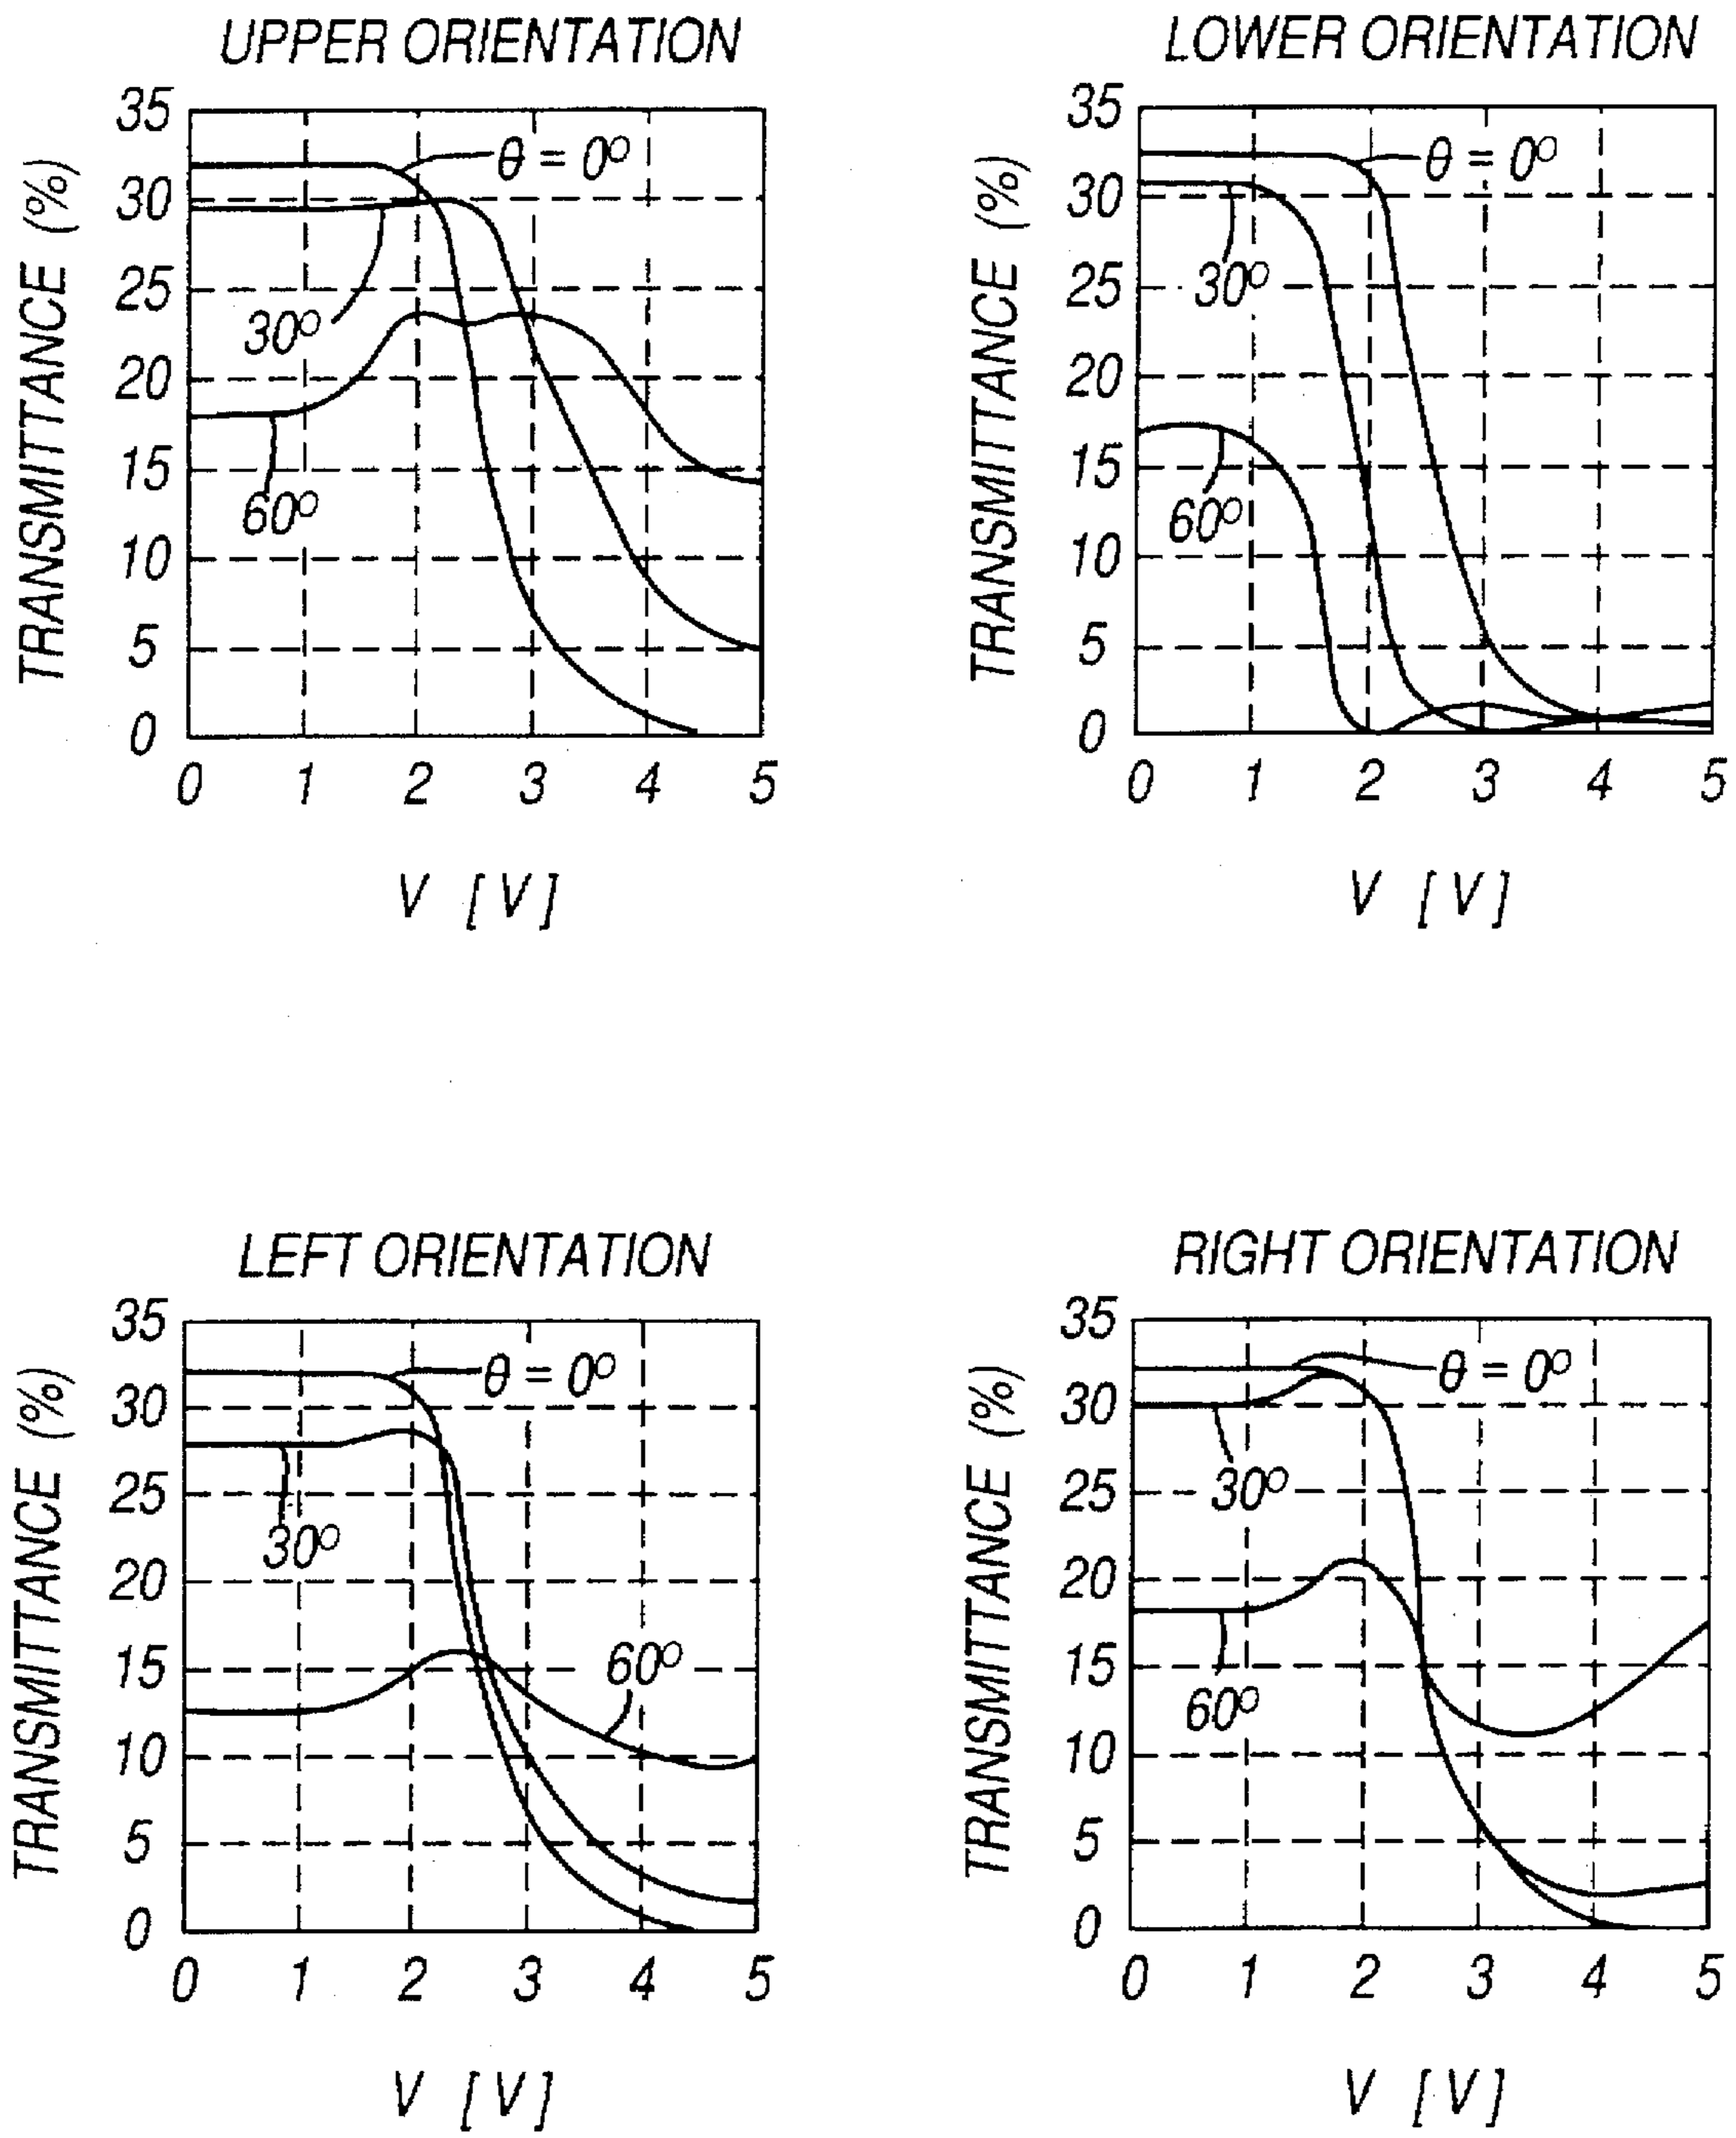 UPPER ORIENTATION
TRANSMITTANCE (%)
35
30
25
20
15
10
5
0
θ = 0°
30°
60°
0 1 2 3 4 5
V [V]
LOWER ORIENTATION
TRANSMITTANCE (%)
35
30
25
20
15
10
5
0
θ = 0°
30°
60°
0 1 2 3 4 5
V [V]
LEFT ORIENTATION
TRANSMITTANCE (%)
35
30
25
20
15
10
5
0
θ = 0°
30°
60°
0 1 2 3 4 5
V [V]
RIGHT ORIENTATION
TRANSMITTANCE (%)
35
30
25
20
15
10
5
0
θ = 0°
30°
60°
0 1 2 3 4 5
V [V]